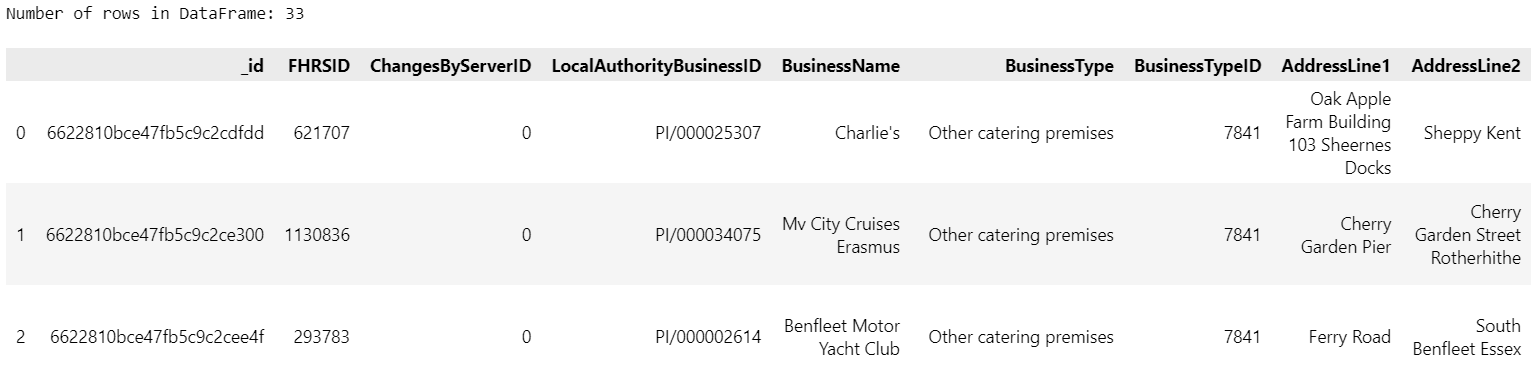 Number of rows in DataFrame: 33
_id FHRSID ChangesByServerID LocalAuthorityBusinessID BusinessName BusinessType BusinessTypeID AddressLine1 AddressLine2
0 6622810bce47fb5c9c2cdfdd 621707 0 PI/000025307 Charlie's Other catering premises 7841 Oak Apple
Farm Building
103 Sheernes
Docks Sheppy Kent
1 6622810bce47fb5c9c2ce300 1130836 0 PI/000034075 Mv City Cruises
Erasmus Other catering premises 7841 Cherry
Garden Pier Cherry
Garden Street
Rotherhithe
2 6622810bce47fb5c9c2cee4f 293783 0 PI/000002614 Benfleet Motor
Yacht Club Other catering premises 7841 Ferry Road South
Benfleet Essex